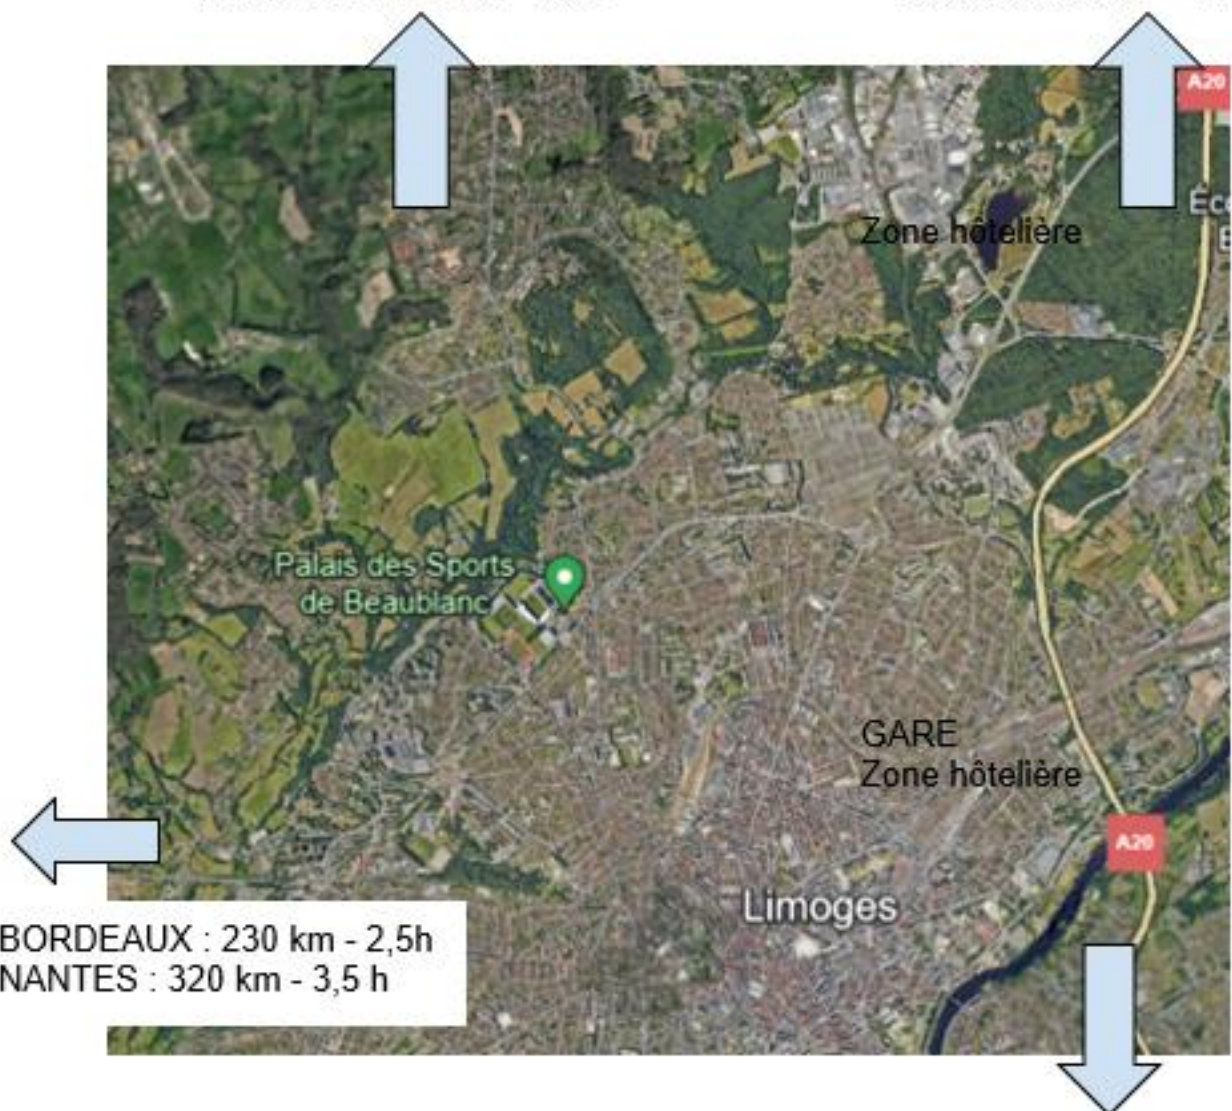 A20
Zone hôtelière
Palais des Sports
de Beaublanc
GARE
Zone hôtelière
A20
Limoges
BORDEAUX : 230 km - 2,5h
NANTES : 320 km - 3,5 h